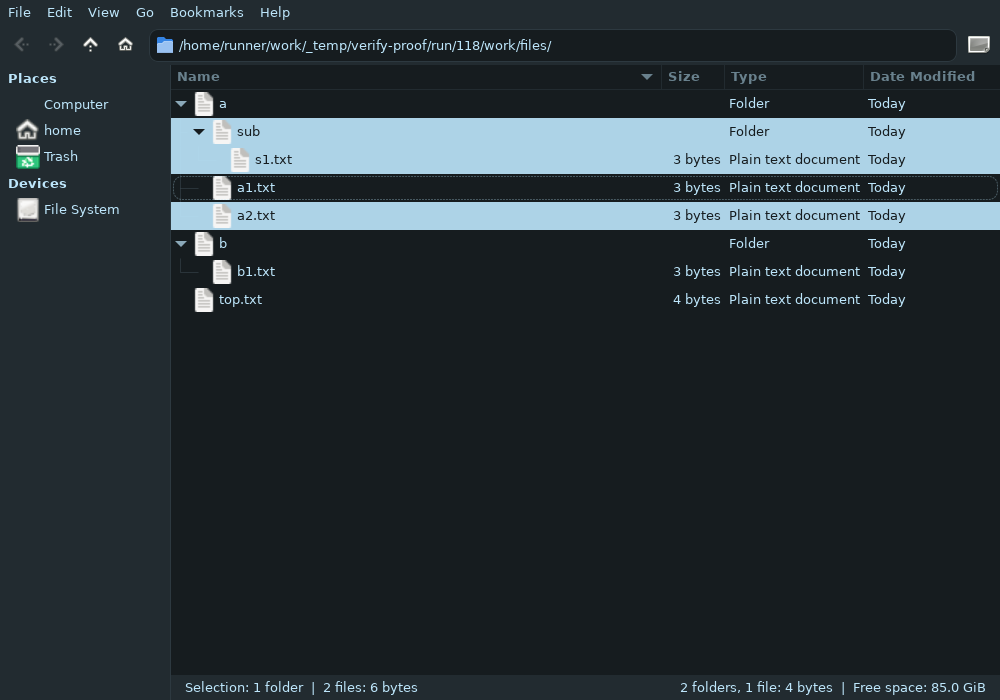 File Edit View Go Bookmarks Help
/home/runner/work/_temp/verify-proof/run/118/work/files/
Places
Computer
home
Trash
Devices
File System
Name Size Type Date Modified
a Folder Today
sub Folder Today
s1.txt 3 bytes Plain text document Today
a1.txt 3 bytes Plain text document Today
a2.txt 3 bytes Plain text document Today
b Folder Today
b1.txt 3 bytes Plain text document Today
top.txt 4 bytes Plain text document Today
Selection: 1 folder | 2 files: 6 bytes 2 folders, 1 file: 4 bytes | Free space: 85.0 GiB